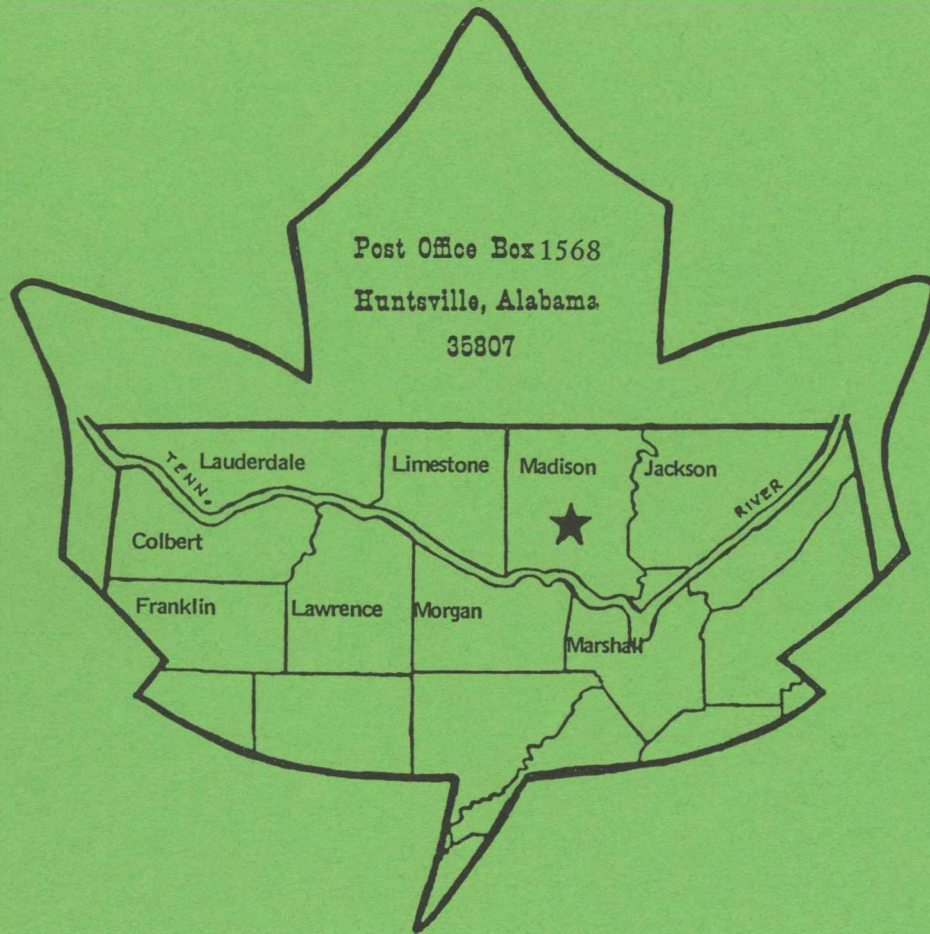 Post Office Box 1568
Huntsville, Alabama
35807
TENN.
Lauderdale
Limestone
Madison
Jackson
RIVER
Colbert
Franklin
Lawrence
Morgan
Marshall